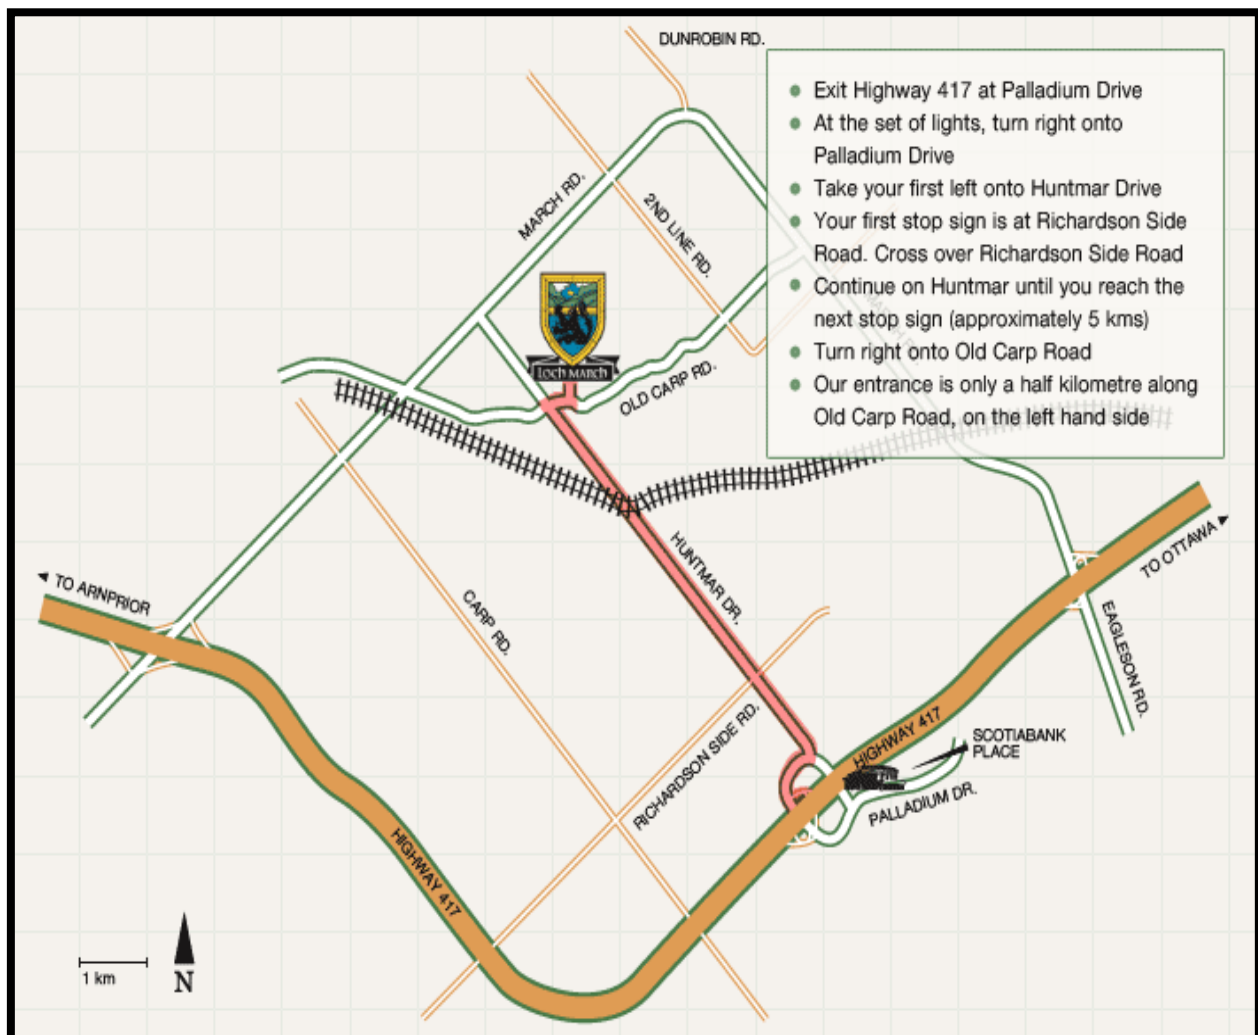 DUNROBIN RD.
● Exit Highway 417 at Palladium Drive
● At the set of lights, turn right onto
Palladium Drive
● Take your first left onto Huntmar Drive
● Your first stop sign is at Richardson Side
Road. Cross over Richardson Side Road
● Continue on Huntmar until you reach the
next stop sign (approximately 5 kms)
● Turn right onto Old Carp Road
● Our entrance is only a half kilometre along
Old Carp Road, on the left hand side
MARCH RD.
2ND LINE RD.
MARCH RD.
LOCH MARCH
OLD CARP RD.
HUNTMAR DR.
TO OTTAWA
TO ARNPRIOR
CARP RD.
EAGLESON RD.
RICHARDSON SIDE RD.
HIGHWAY 417
SCOTIABANK
PLACE
PALLADIUM DR.
HIGHWAY 417
1 km
N